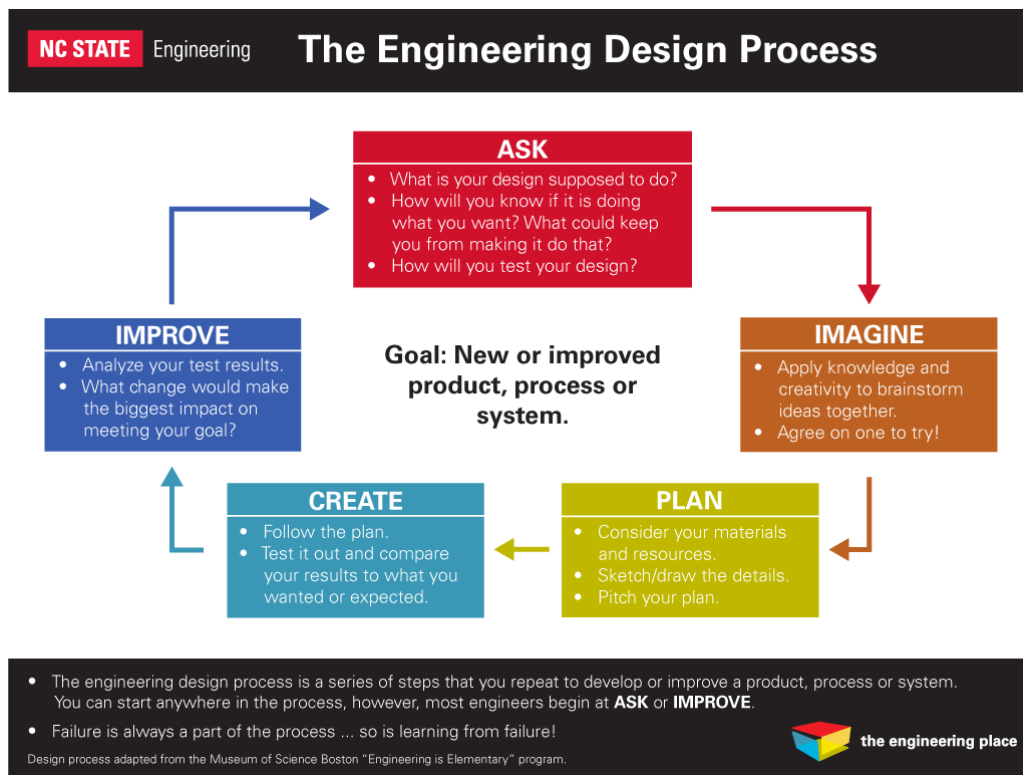 NC STATE Engineering The Engineering Design Process
ASK
• What is your design supposed to do?
• How will you know if it is doing
what you want? What could keep
you from making it do that?
• How will you test your design?
IMAGINE
• Apply knowledge and
creativity to brainstorm
ideas together.
• Agree on one to try!
PLAN
• Consider your materials
and resources.
• Sketch/draw the details.
• Pitch your plan.
CREATE
• Follow the plan.
• Test it out and compare
your results to what you
wanted or expected.
IMPROVE
• Analyze your test results.
• What change would make
the biggest impact on
meeting your goal?
Goal: New or improved
product, process or
system.
• The engineering design process is a series of steps that you repeat to develop or improve a product, process or system.
You can start anywhere in the process, however, most engineers begin at ASK or IMPROVE.
• Failure is always a part of the process ... so is learning from failure!
Design process adapted from the Museum of Science Boston "Engineering is Elementary" program.
the engineering place